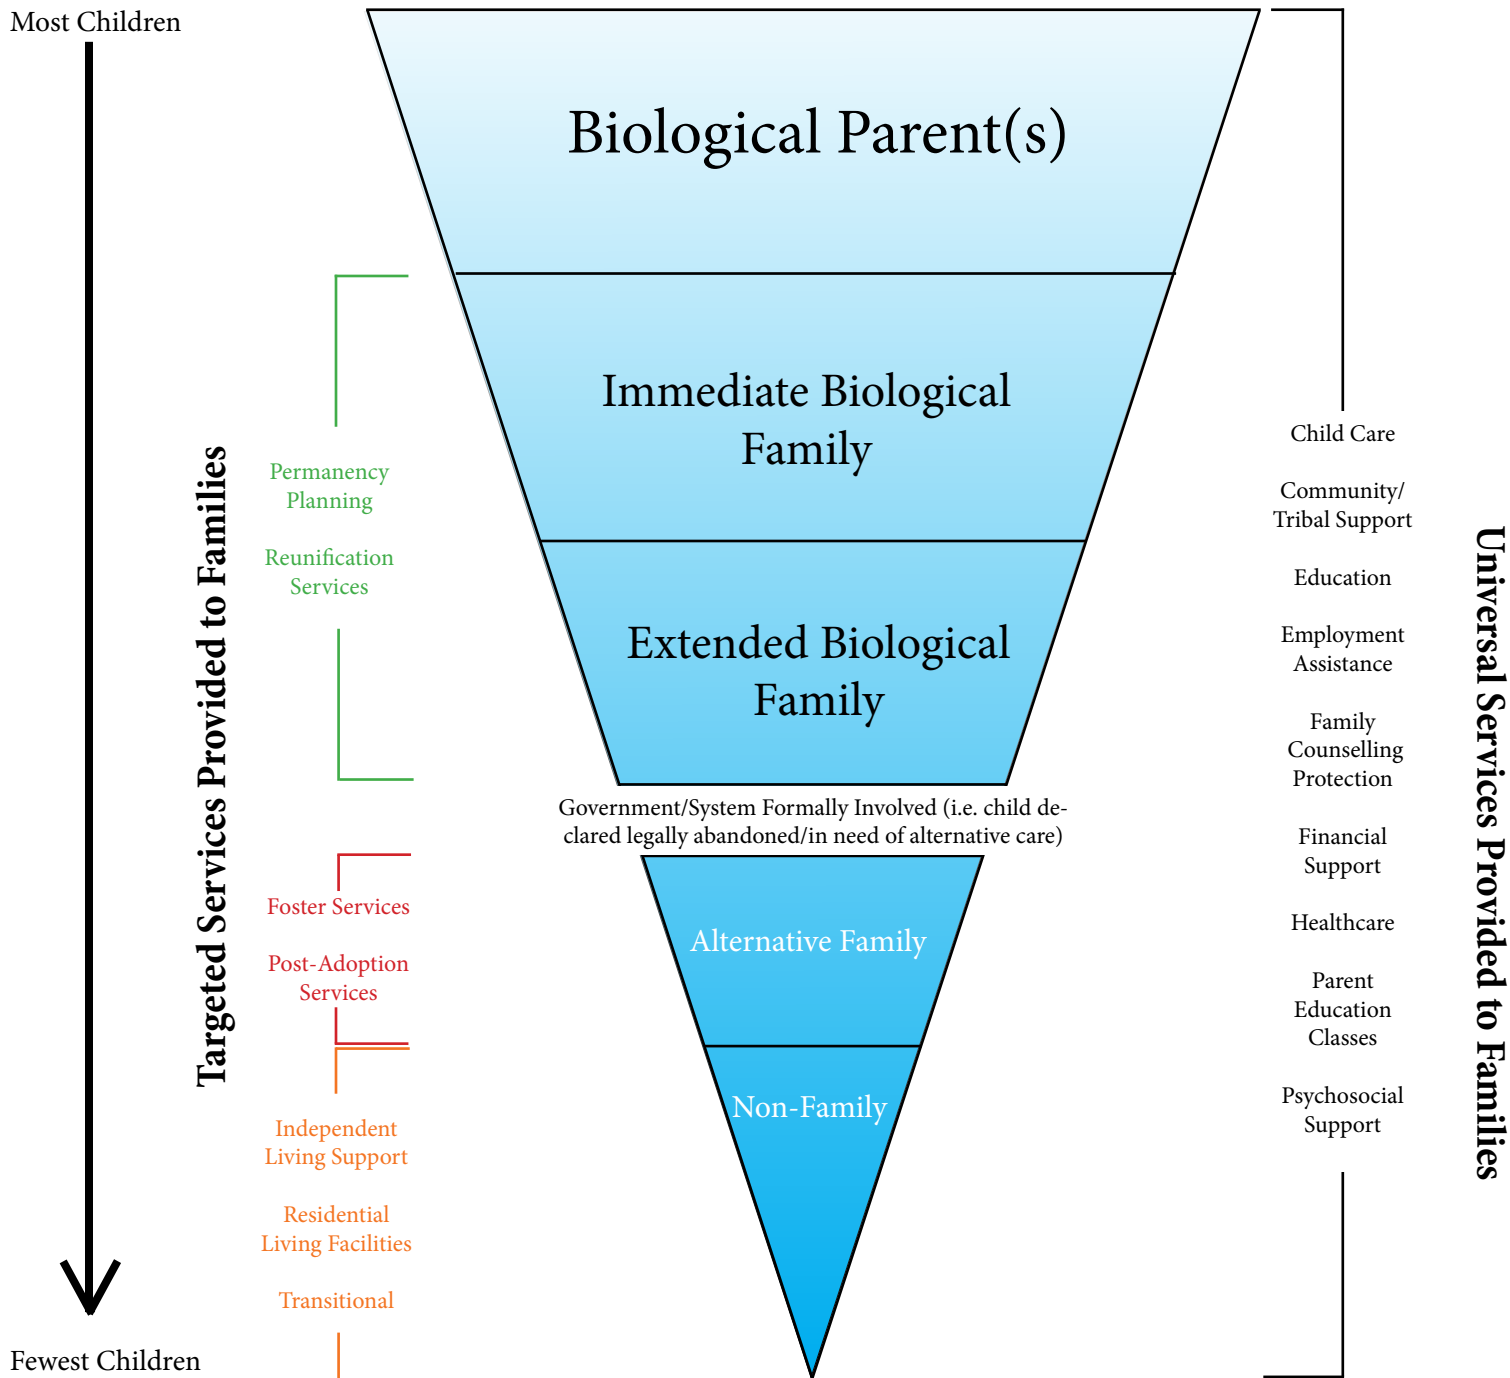 Most Children
Fewest Children
Targeted Services Provided to Families
Permanency
Planning
Reunification
Services
Foster Services
Post-Adoption
Services
Independent
Living Support
Residential
Living Facilities
Transitional
Biological Parent(s)
Immediate Biological
Family
Extended Biological
Family
Government/System Formally Involved (i.e. child de-
clared legally abandoned/in need of alternative care)
Alternative Family
Non-Family
Child Care
Community/
Tribal Support
Education
Employment
Assistance
Family
Counselling
Protection
Financial
Support
Healthcare
Parent
Education
Classes
Psychosocial
Support
Universal Services Provided to Families